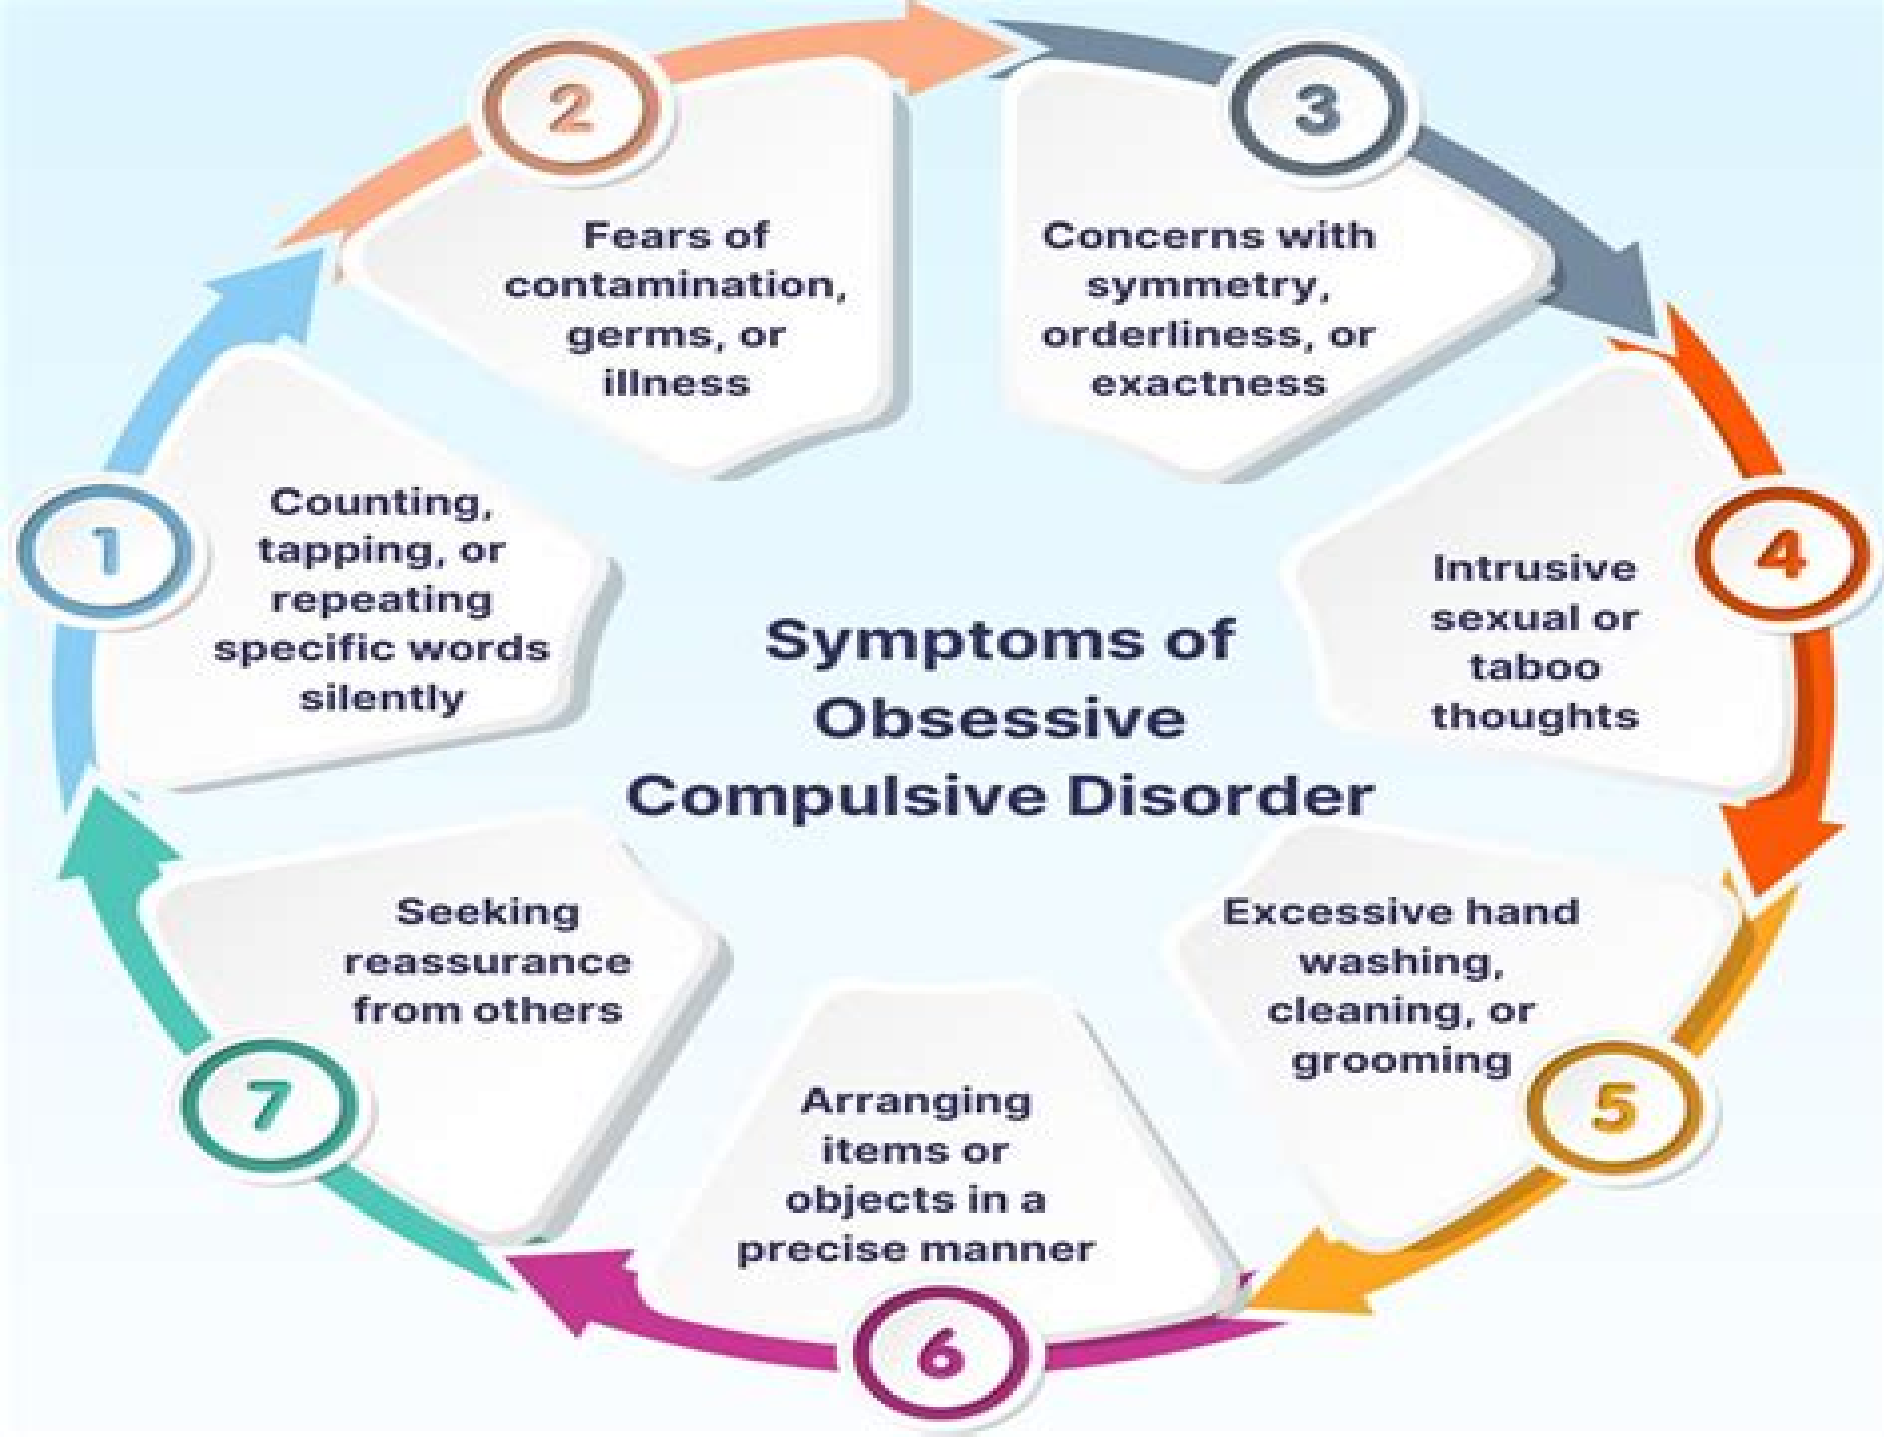 Symptoms of
Obsessive
Compulsive Disorder
1
Counting,
tapping, or
repeating
specific words
silently
2
Fears of
contamination,
germs, or
illness
3
Concerns with
symmetry,
orderliness, or
exactness
4
Intrusive
sexual or
taboo
thoughts
5
Excessive hand
washing,
cleaning, or
grooming
6
Arranging
items or
objects in a
precise manner
7
Seeking
reassurance
from others